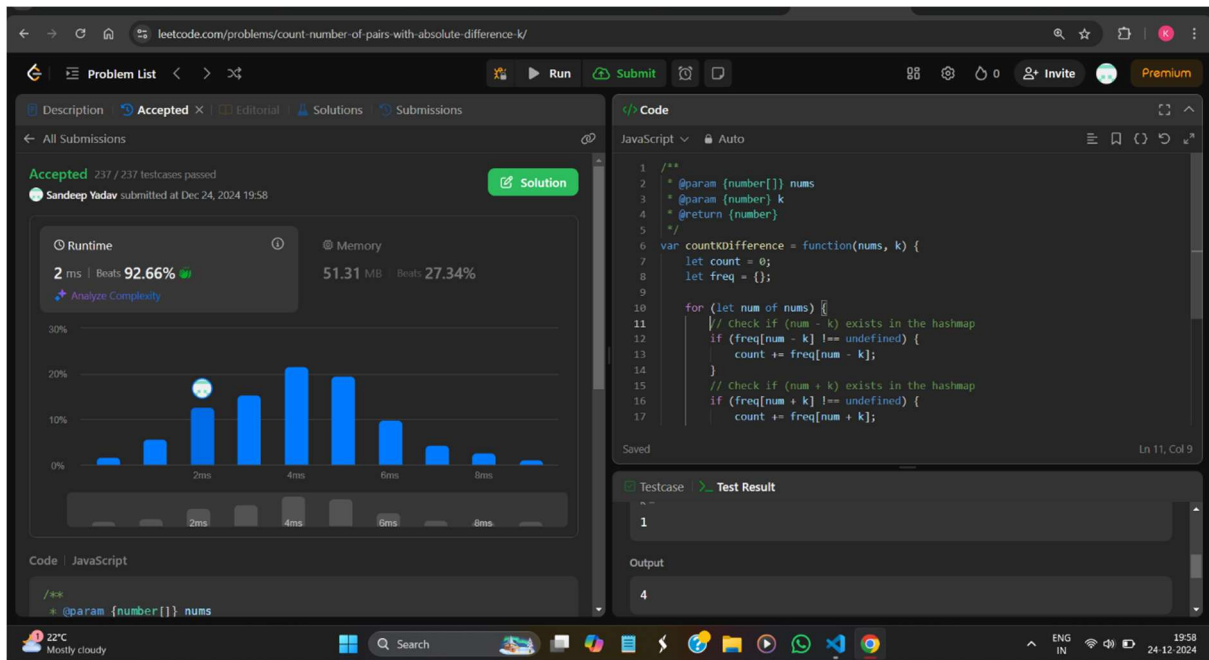 leetcode.com/problems/count-number-of-pairs-with-absolute-difference-k/
K
Problem List
Run
Submit
0
Invite
Premium
Description
Accepted
Editorial
Solutions
Submissions
All Submissions
Accepted 237 / 237 testcases passed
Sandeep Yadav submitted at Dec 24, 2024 19:58
Solution
Runtime
2 ms | Beats 92.66%
Analyze Complexity
Memory
51.31 MB Beats 27.34%
30%
20%
10%
0%
2ms 4ms 6ms 8ms
2ms 4ms 6ms 8ms
Code | JavaScript
/**
* @param {number[]} nums
</> Code
JavaScript Auto
1 /**
2 * @param {number[]} nums
3 * @param {number} k
4 * @return {number}
5 */
6 var countKDifference = function(nums, k) {
7 let count = 0;
8 let freq = {};
9
10 for (let num of nums) {
11 // Check if (num - k) exists in the hashmap
12 if (freq[num - k] !== undefined) {
13 count += freq[num - k];
14 }
15 // Check if (num + k) exists in the hashmap
16 if (freq[num + k] !== undefined) {
17 count += freq[num + k];
Saved
Ln 11, Col 9
Testcase
>_ Test Result
1
Output
4
1
22°C
Mostly cloudy
Search
ENG
IN
19:58
24-12-2024